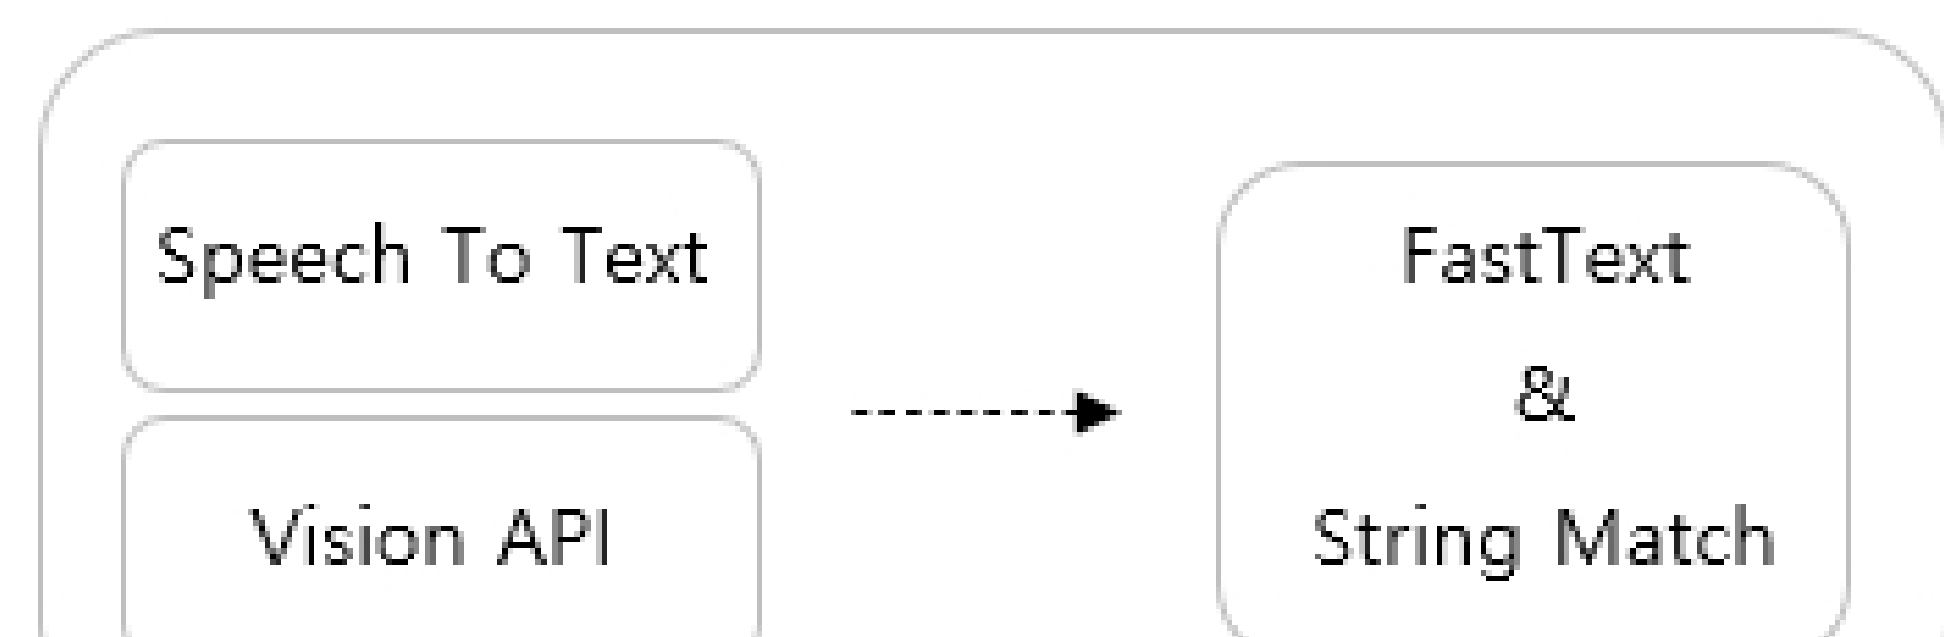 Speech To Text
Vision API
FastText
&
String Match